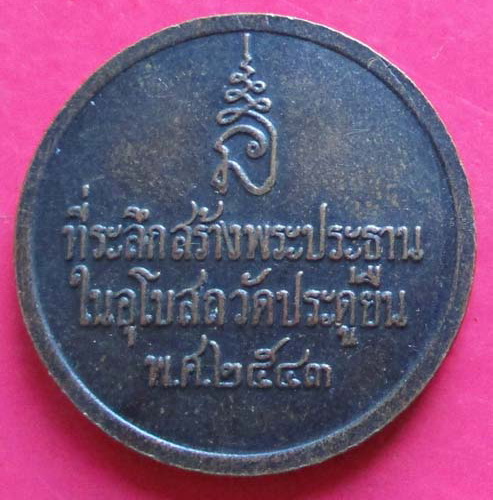 ที่ระลึกสร้างพระประธาน
ในอุโบสถวัดประดู่ยืน
พ.ศ.๒๕๔๓